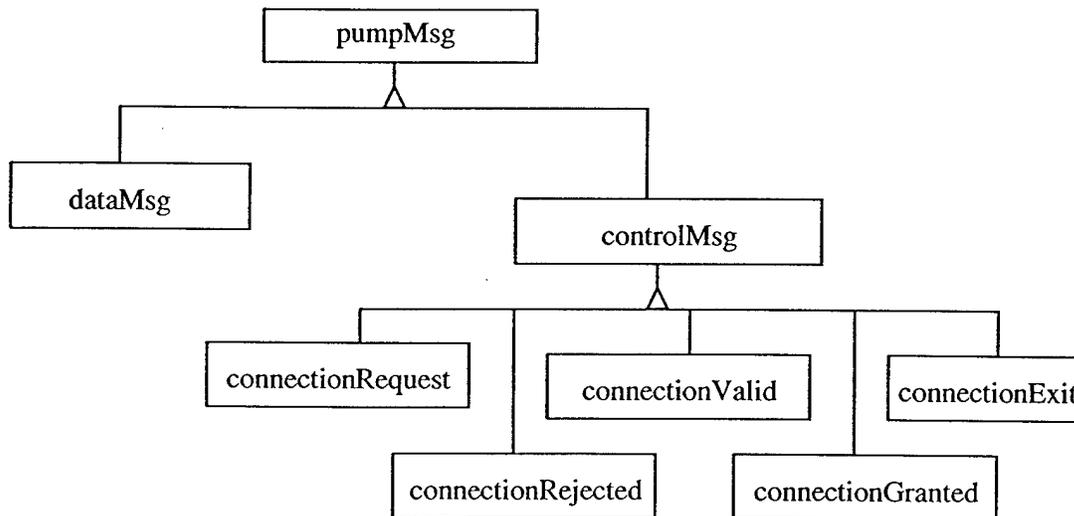 pumpMsg
dataMsg
controlMsg
connectionRequest
connectionValid
connectionExit
connectionRejected
connectionGranted